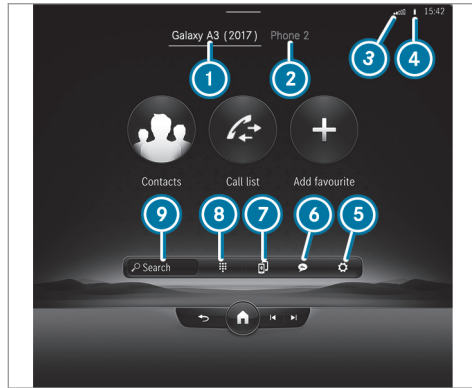 15:42
Galaxy A3 (2017) Phone 2
3 4
1 2
Contacts Call list Add favourite
9 8 7 6 5
Search